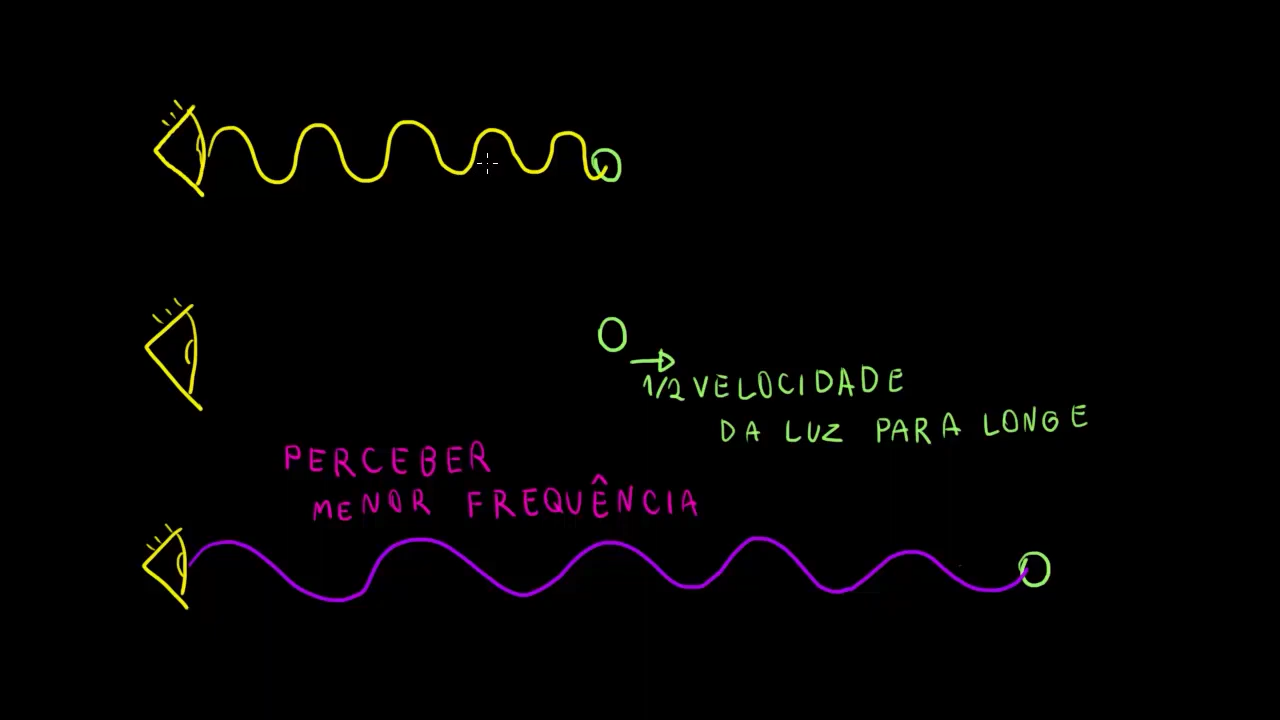 1/2 VELOCIDADE
DA LUZ PARA LONGE
PERCEBER
MENOR FREQUÊNCIA